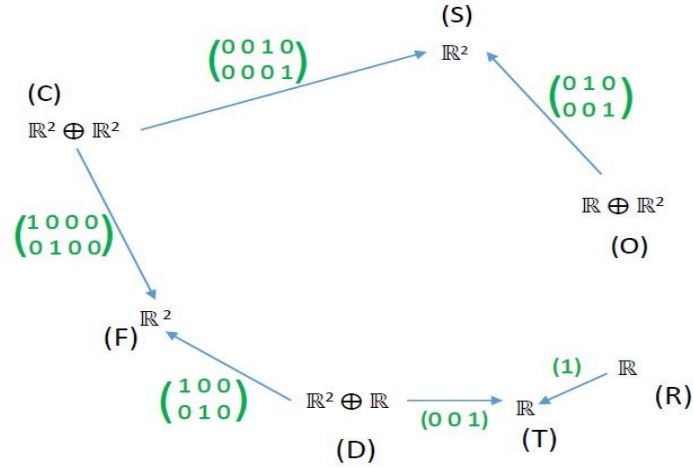 (S)
ℝ²
(0 0 1 0
0 0 0 1)
(C)
ℝ² ⊕ ℝ²
(0 1 0
0 0 1)
ℝ ⊕ ℝ²
(O)
(1 0 0 0
0 1 0 0)
ℝ ²
(F)
(1)
ℝ
(R)
(1 0 0
0 1 0)
ℝ² ⊕ ℝ
(0 0 1)
ℝ
(T)
(D)